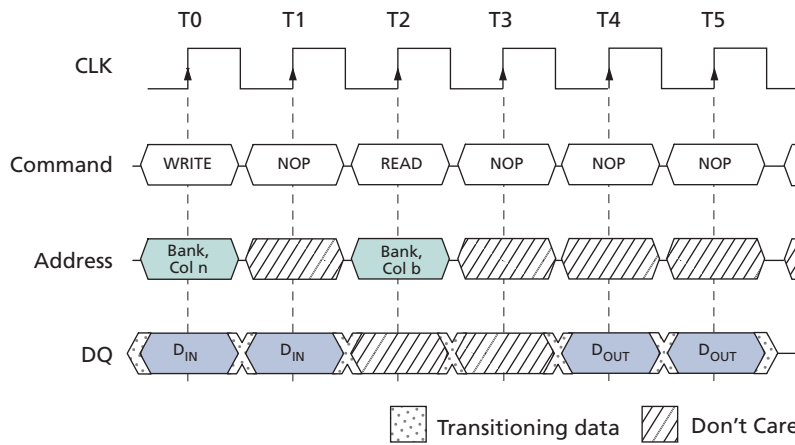 T0 T1 T2 T3 T4 T5
CLK
Command WRITE NOP READ NOP NOP NOP
Address Bank, Col n Bank, Col b
DQ DIN DIN DOUT DOUT
Transitioning data Don't Care